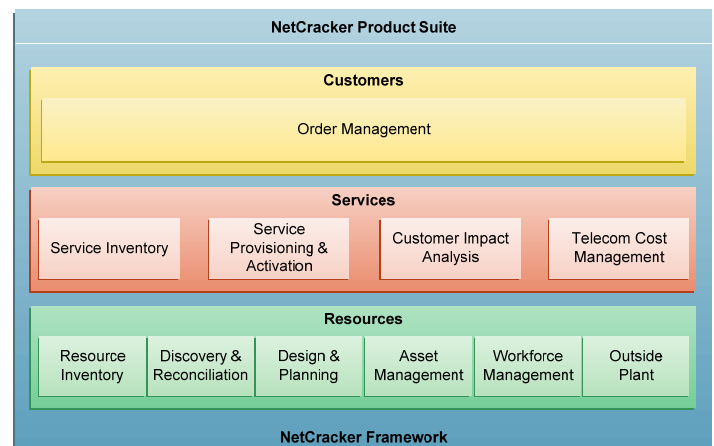 NetCracker Product Suite
Customers
Order Management
Services
Service Inventory
Service
Provisioning &
Activation
Customer Impact
Analysis
Telecom Cost
Management
Resources
Resource
Inventory
Discovery &
Reconciliation
Design &
Planning
Asset
Management
Workforce
Management
Outside
Plant
NetCracker Framework